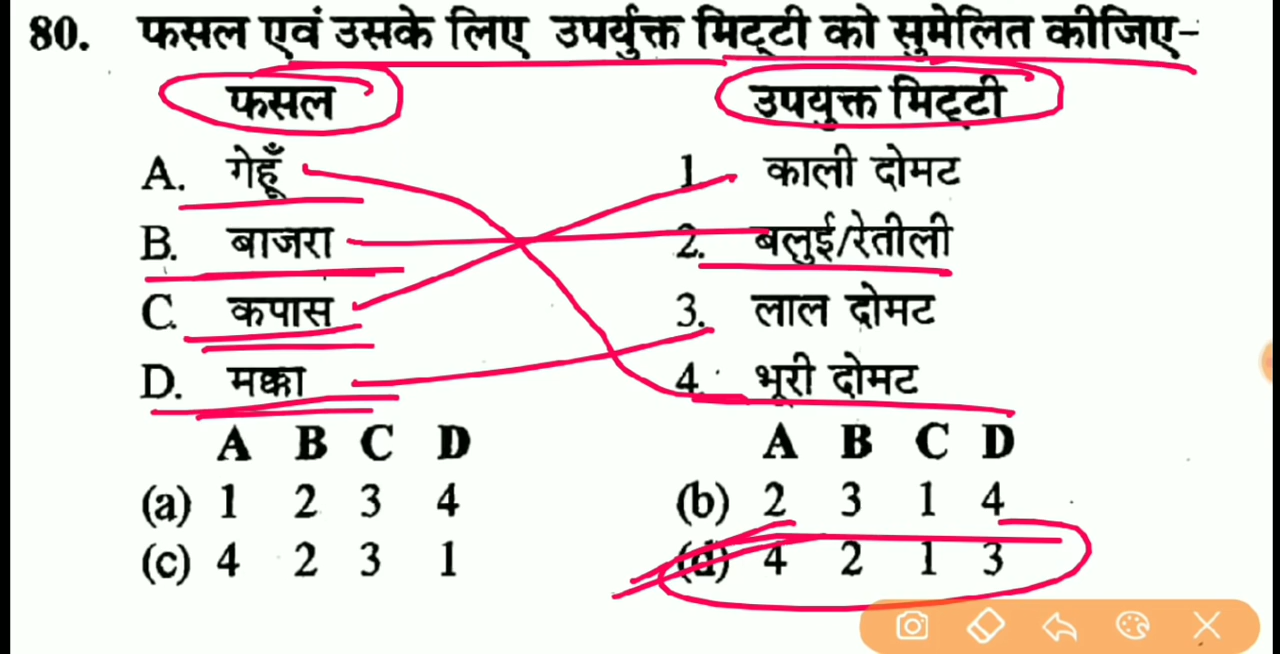 80. फसल एवं उसके लिए उपर्युक्त मिट्टी को सुमेलित कीजिए-
फसल उपयुक्त मिट्टी
A. गेहूँ 1. काली दोमट
B. बाजरा 2. बलुई/रेतीली
C. कपास 3. लाल दोमट
D. मक्का 4. भूरी दोमट
A B C D A B C D
(a) 1 2 3 4 (b) 2 3 1 4
(c) 4 2 3 1 (d) 4 2 1 3